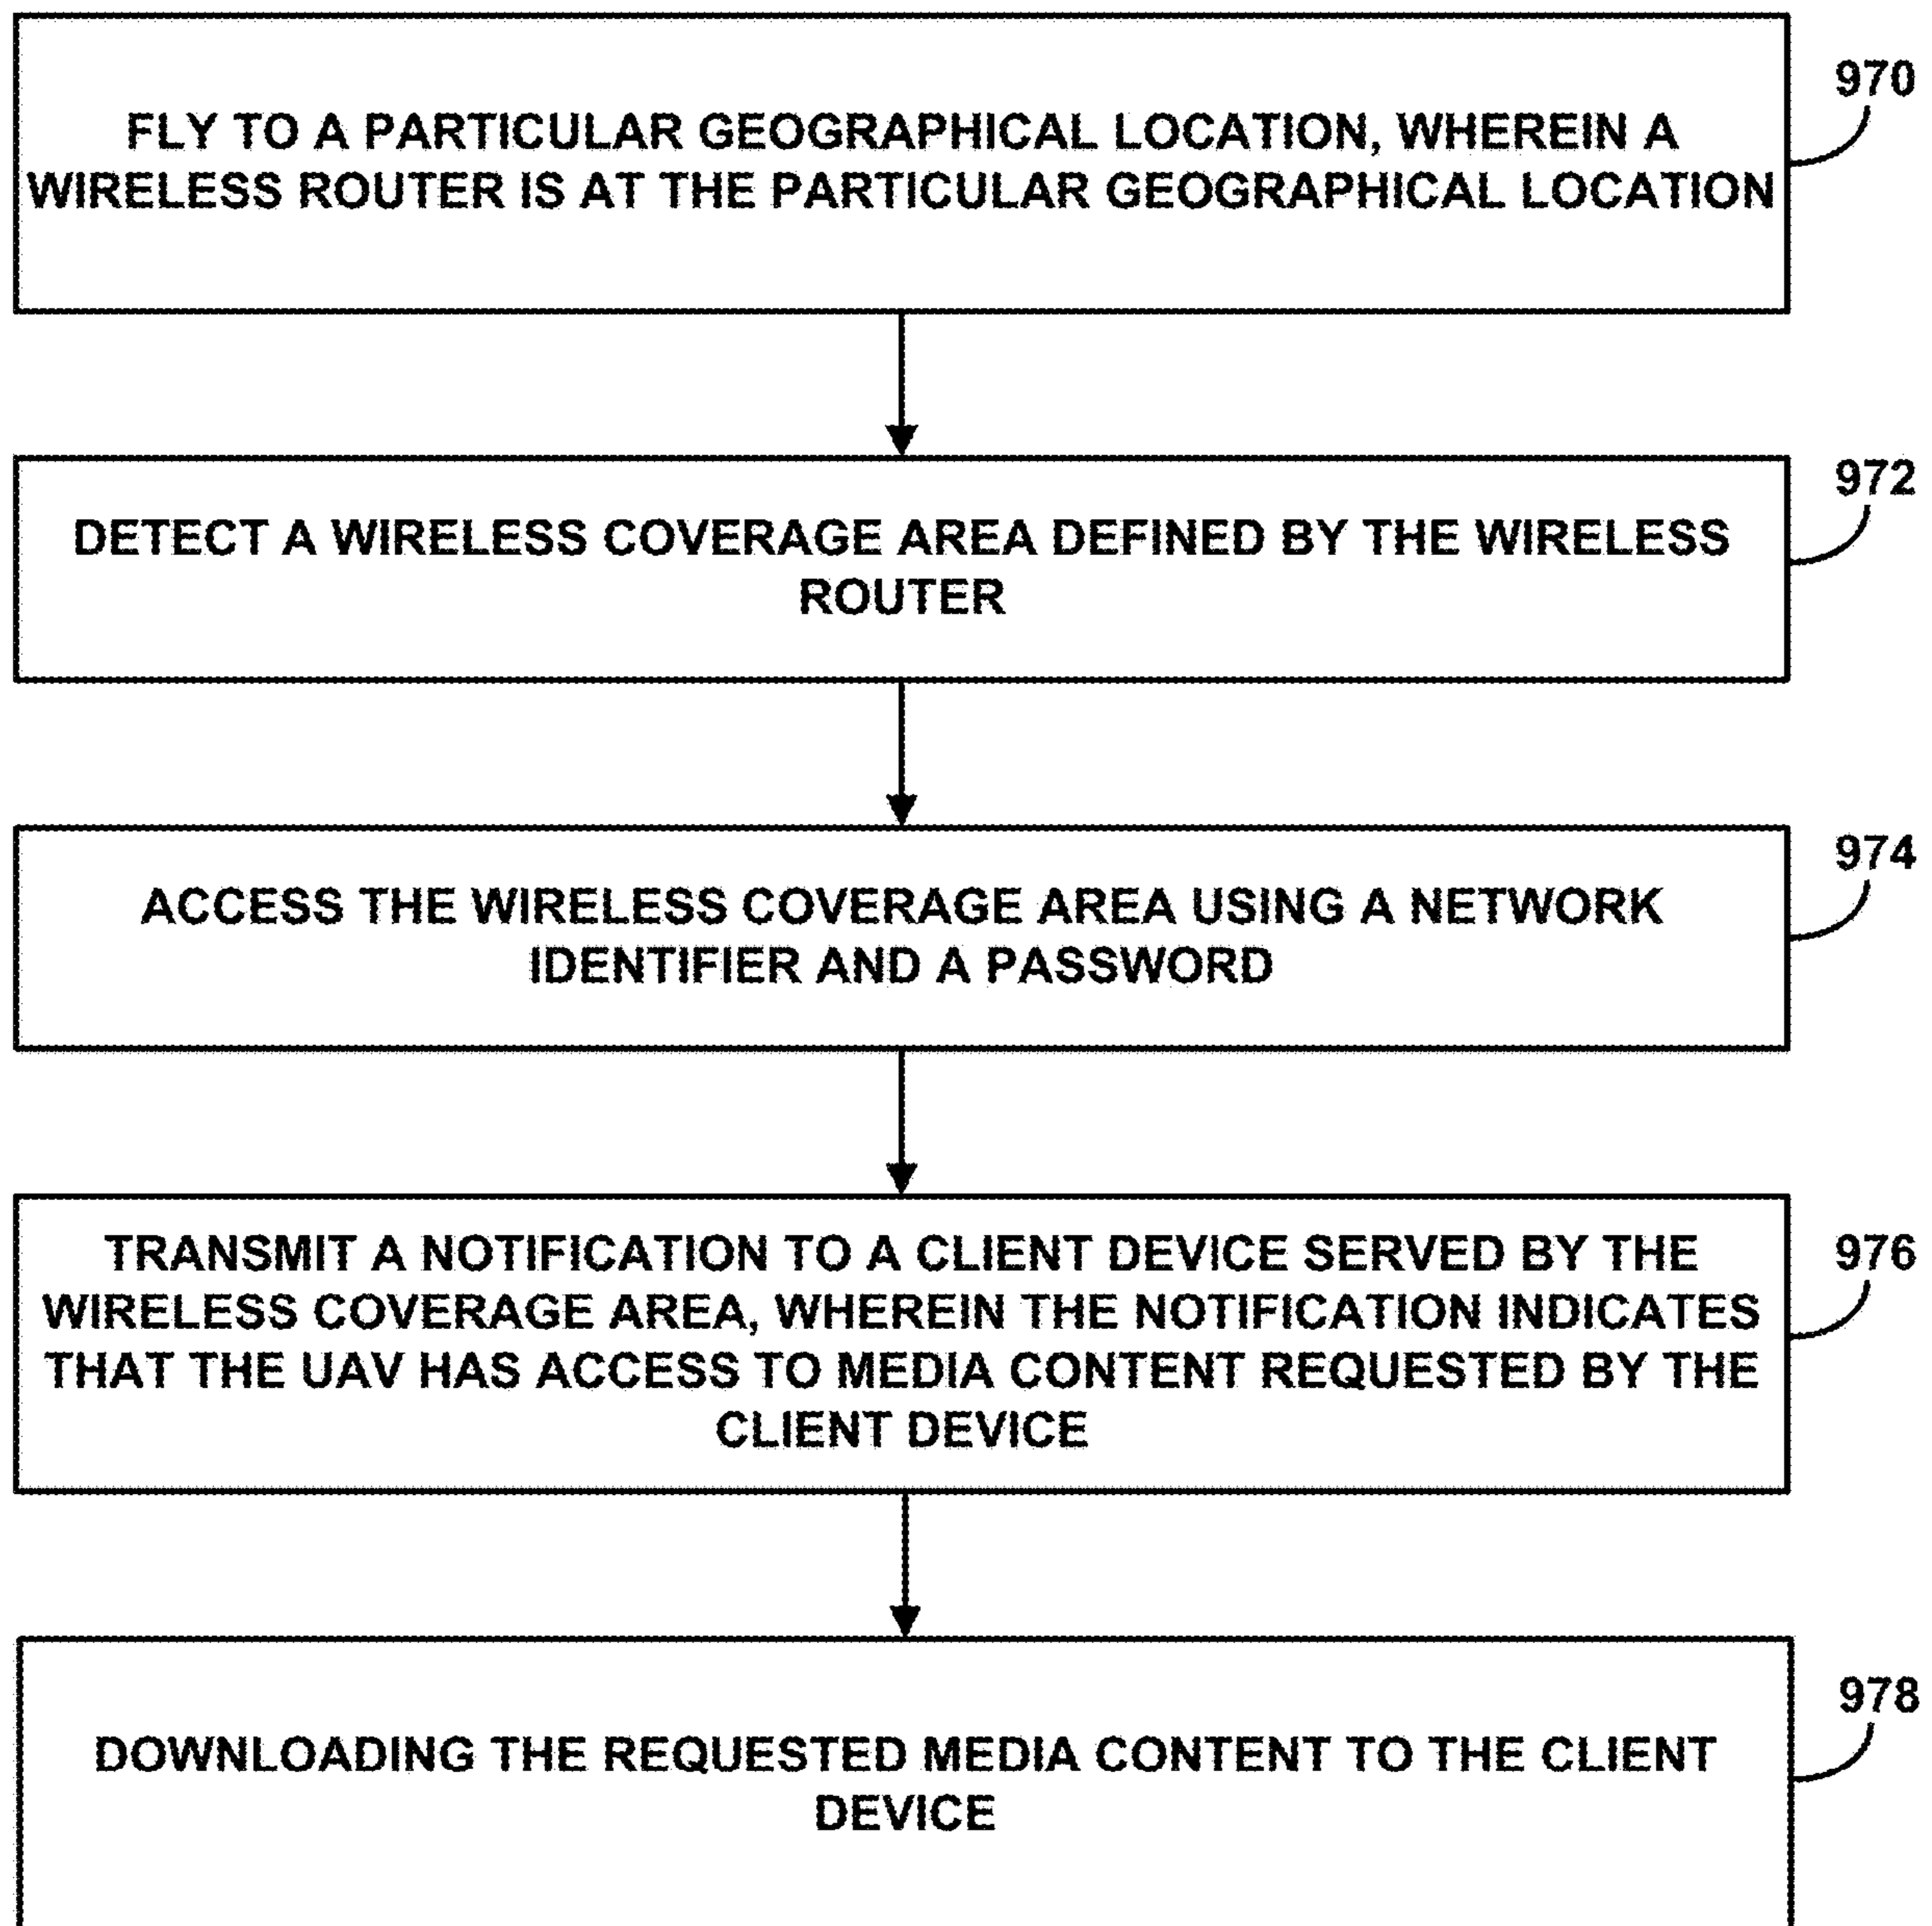 970
FLY TO A PARTICULAR GEOGRAPHICAL LOCATION, WHEREIN A
WIRELESS ROUTER IS AT THE PARTICULAR GEOGRAPHICAL LOCATION
972
DETECT A WIRELESS COVERAGE AREA DEFINED BY THE WIRELESS
ROUTER
974
ACCESS THE WIRELESS COVERAGE AREA USING A NETWORK
IDENTIFIER AND A PASSWORD
976
TRANSMIT A NOTIFICATION TO A CLIENT DEVICE SERVED BY THE
WIRELESS COVERAGE AREA, WHEREIN THE NOTIFICATION INDICATES
THAT THE UAV HAS ACCESS TO MEDIA CONTENT REQUESTED BY THE
CLIENT DEVICE
978
DOWNLOADING THE REQUESTED MEDIA CONTENT TO THE CLIENT
DEVICE